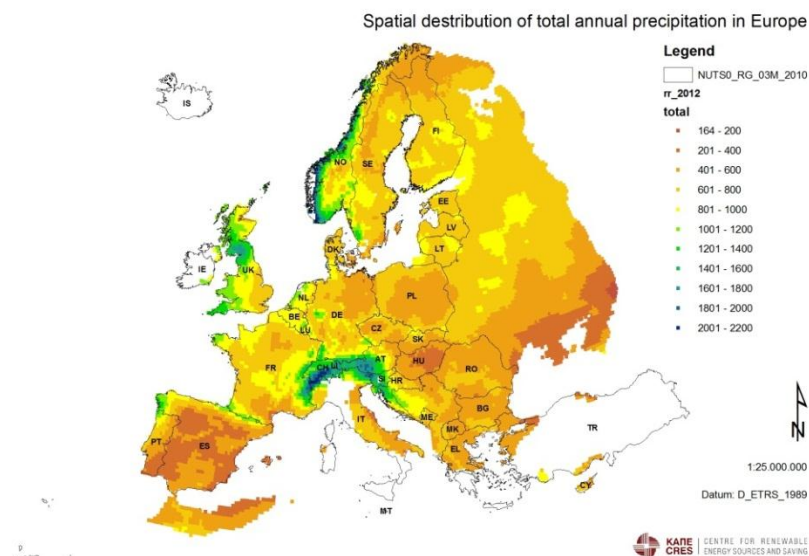 Spatial destribution of total annual precipitation in Europe
Legend
NUTS0_RG_03M_2010
rr_2012
total
164 - 200
201 - 400
401 - 600
601 - 800
801 - 1000
1001 - 1200
1201 - 1400
1401 - 1600
1601 - 1800
1801 - 2000
2001 - 2200
IS
FI
NO
SE
EE
LV
LT
DK
IE
UK
NL
PL
BE
DE
LU
CZ
SK
FR
CH
LI
AT
HU
SI
HR
RO
IT
ME
BG
MK
PT
ES
EL
TR
CY
MT
N
1:25.000.000
Datum: D_ETRS_1989
ΚΑΠΕ
CRES
CENTRE FOR RENEWABLE
ENERGY SOURCES AND SAVING